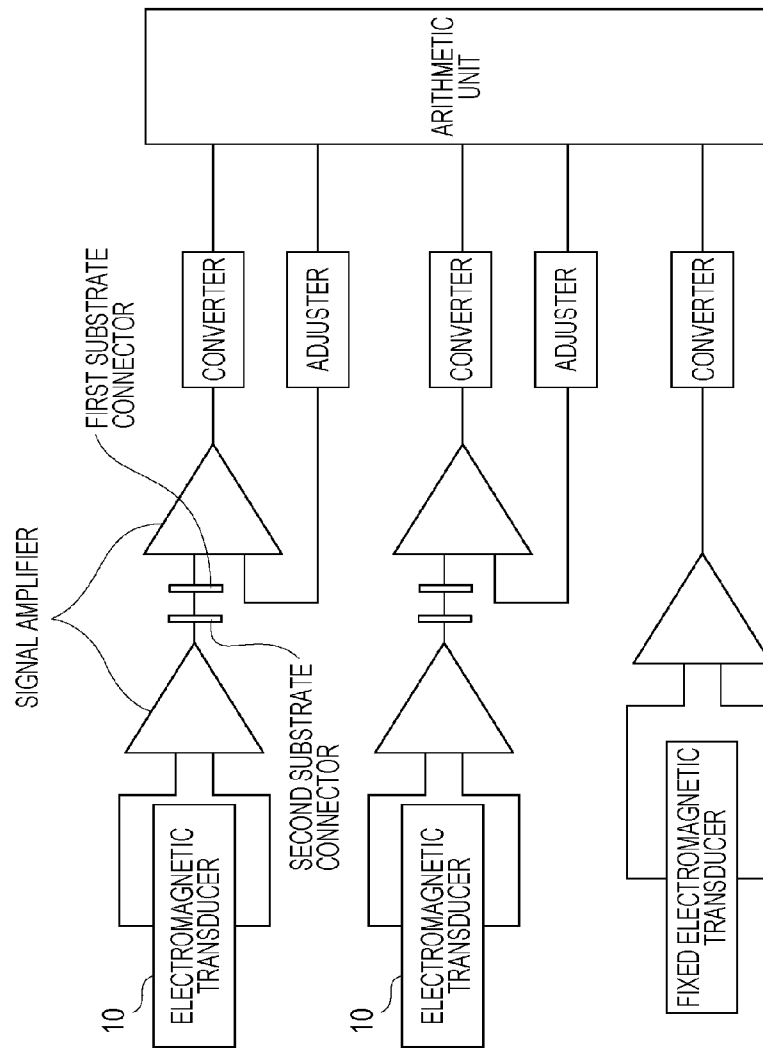 SIGNAL AMPLIFIER
FIRST SUBSTRATE
CONNECTOR
10
ELECTROMAGNETIC
TRANSDUCER
SECOND SUBSTRATE
CONNECTOR
CONVERTER
ADJUSTER
ARITHMETIC
UNIT
10
ELECTROMAGNETIC
TRANSDUCER
CONVERTER
ADJUSTER
FIXED ELECTROMAGNETIC
TRANSDUCER
CONVERTER